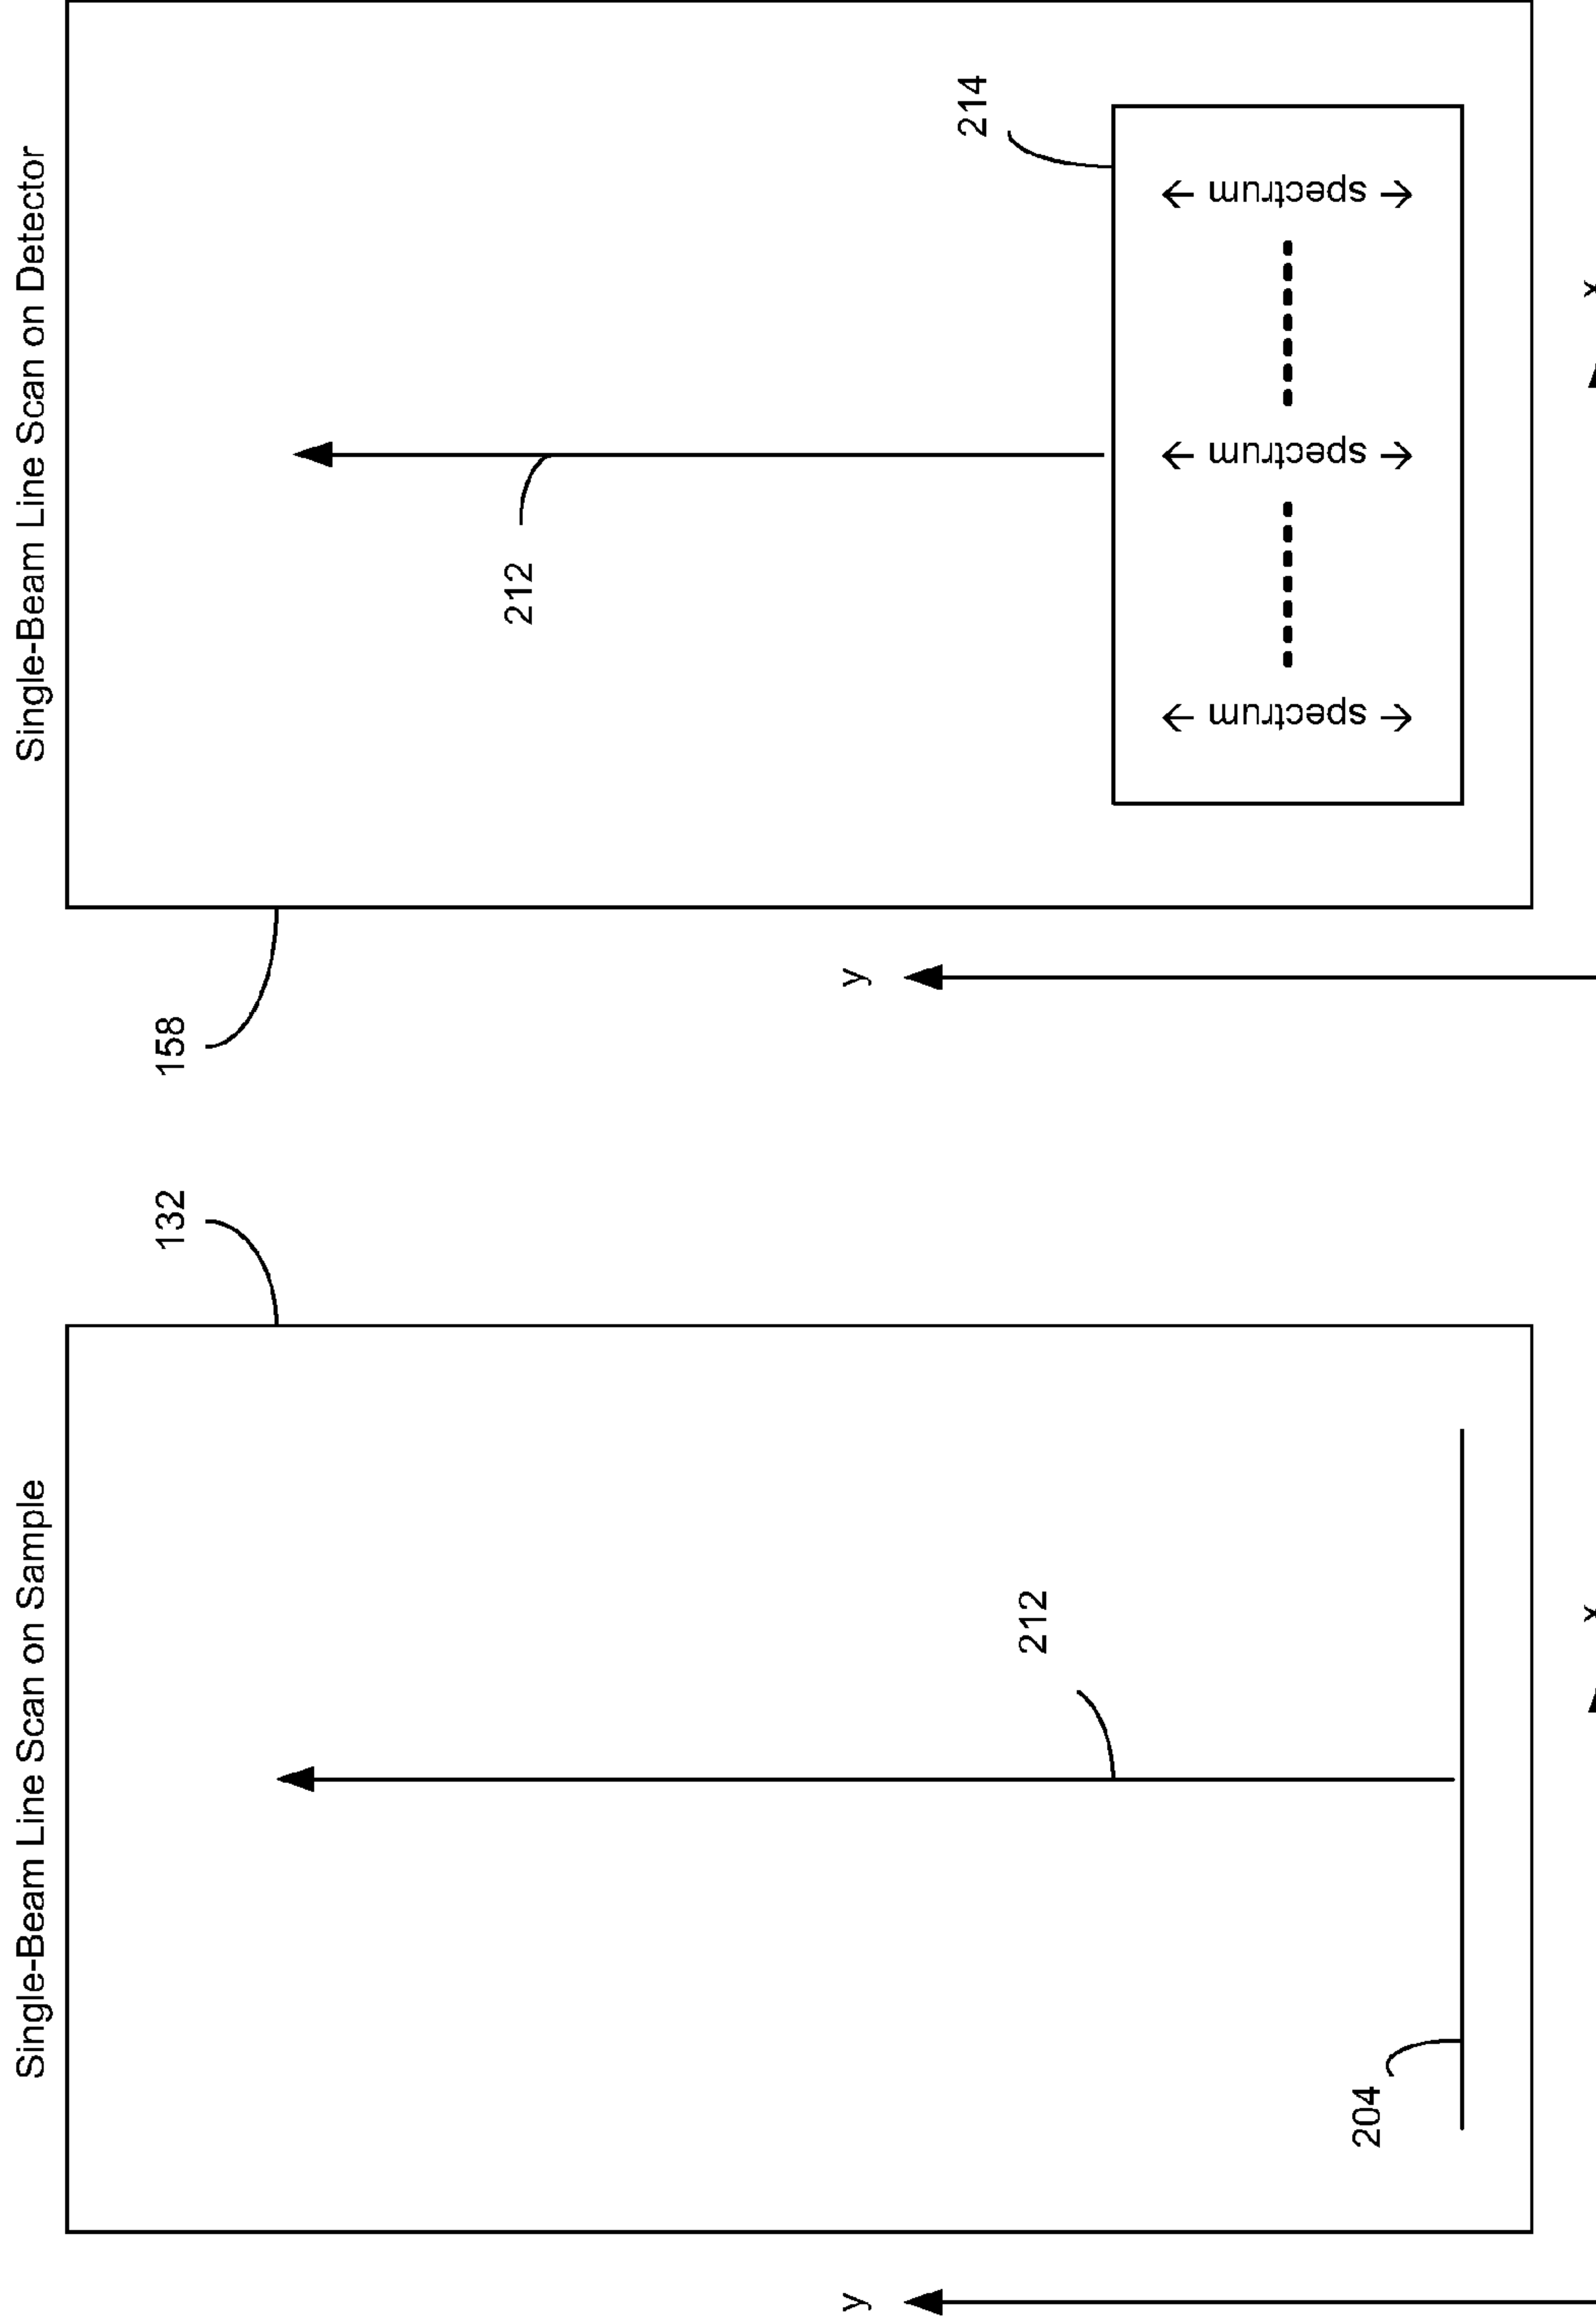 Single-Beam Line Scan on Sample
Single-Beam Line Scan on Detector
132
158
212
y
y
214
212
spectrum
spectrum
spectrum
204
x
x